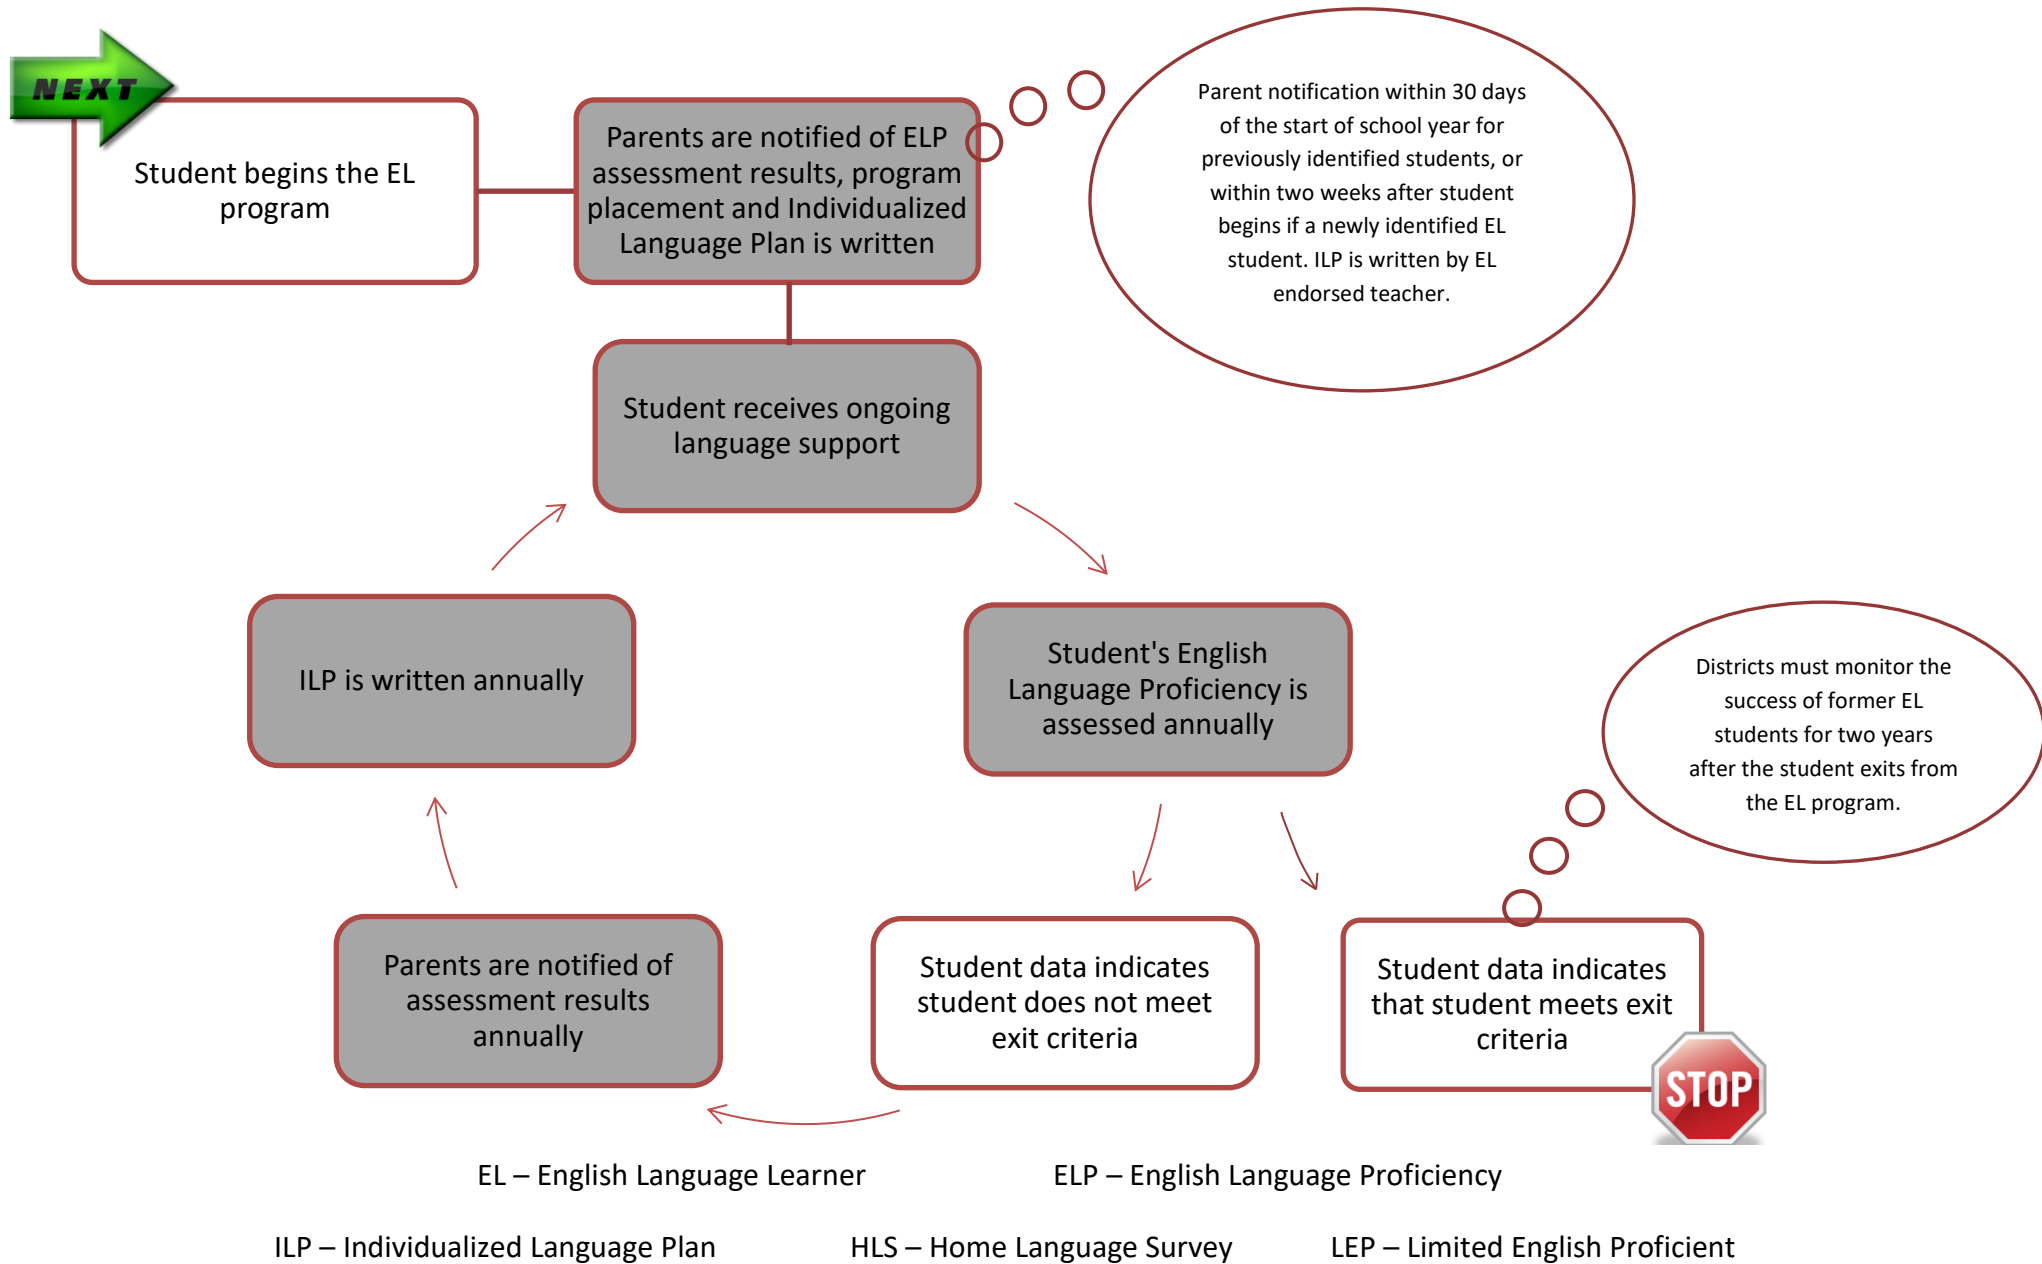 NEXT
Student begins the EL
program
Parents are notified of ELP
assessment results, program
placement and Individualized
Language Plan is written
Parent notification within 30 days
of the start of school year for
previously identified students, or
within two weeks after student
begins if a newly identified EL
student. ILP is written by EL
endorsed teacher.
Student receives ongoing
language support
ILP is written annually
Student's English
Language Proficiency is
assessed annually
Districts must monitor the
success of former EL
students for two years
after the student exits from
the EL program.
Parents are notified of
assessment results
annually
Student data indicates
student does not meet
exit criteria
Student data indicates
that student meets exit
criteria
STOP
EL – English Language Learner
ELP – English Language Proficiency
ILP – Individualized Language Plan
HLS – Home Language Survey
LEP – Limited English Proficient